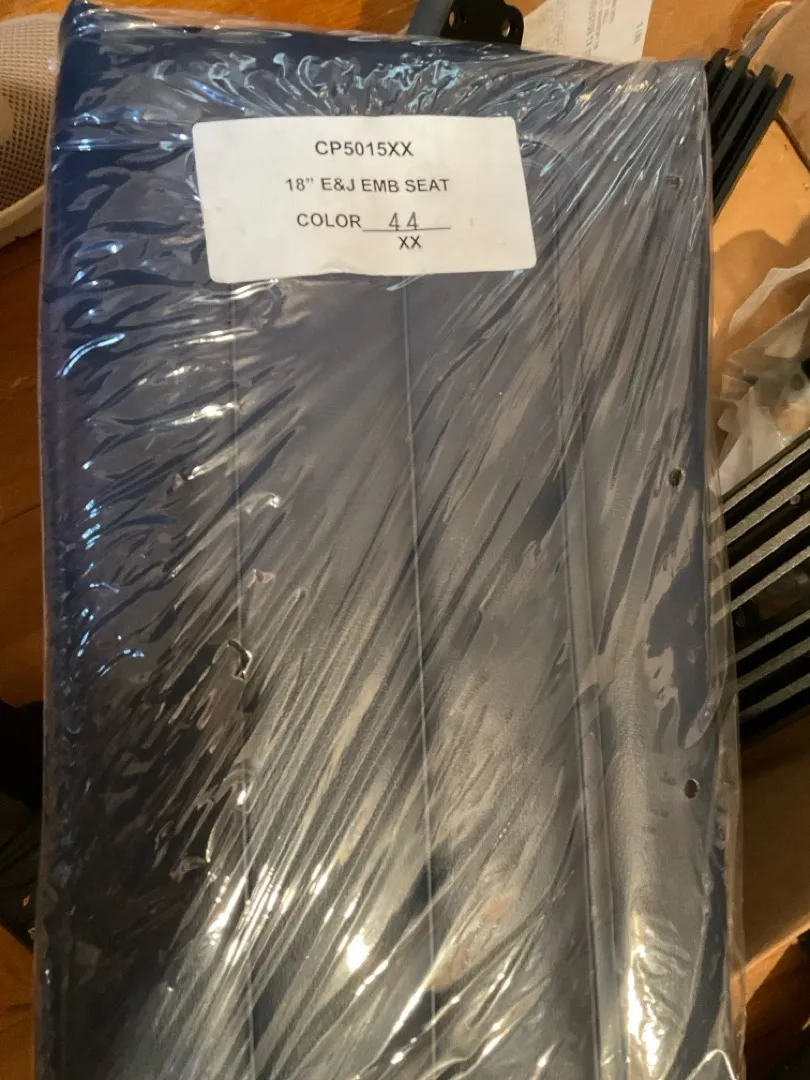 CP5015XX
18” E&J EMB SEAT
COLOR 44
XX